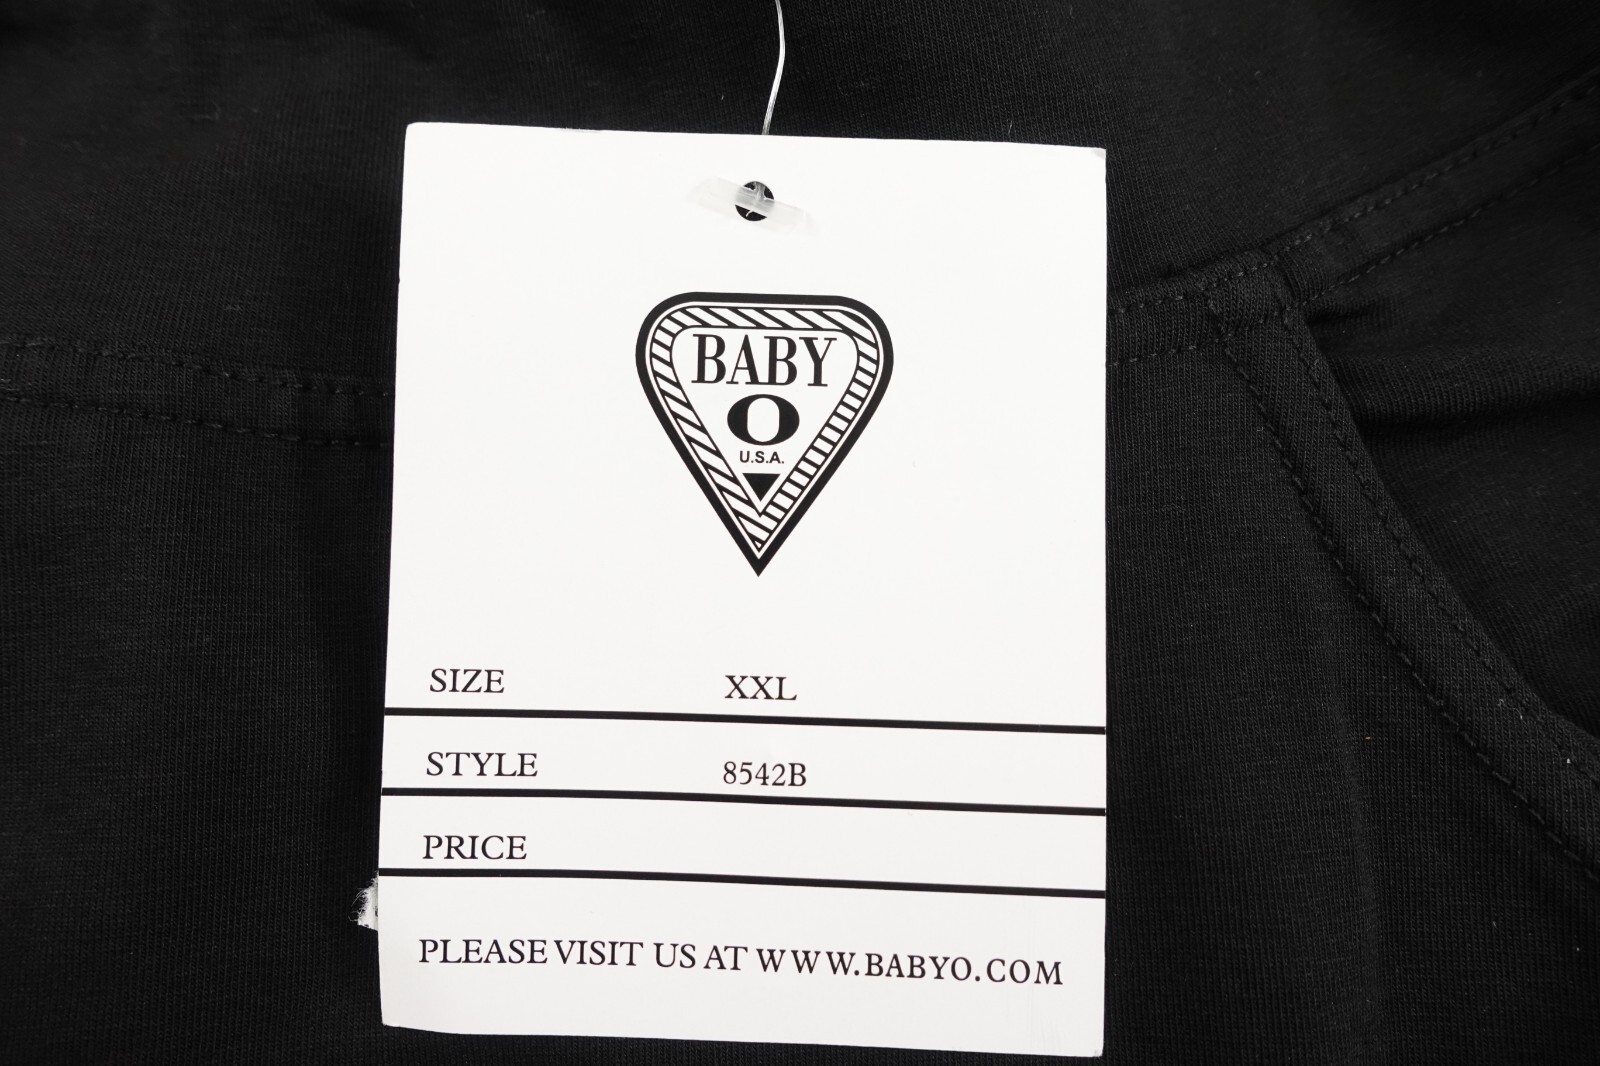 BABY
O
U.S.A.
SIZE XXL
STYLE 8542B
PRICE
PLEASE VISIT US AT WWW.BABYO.COM